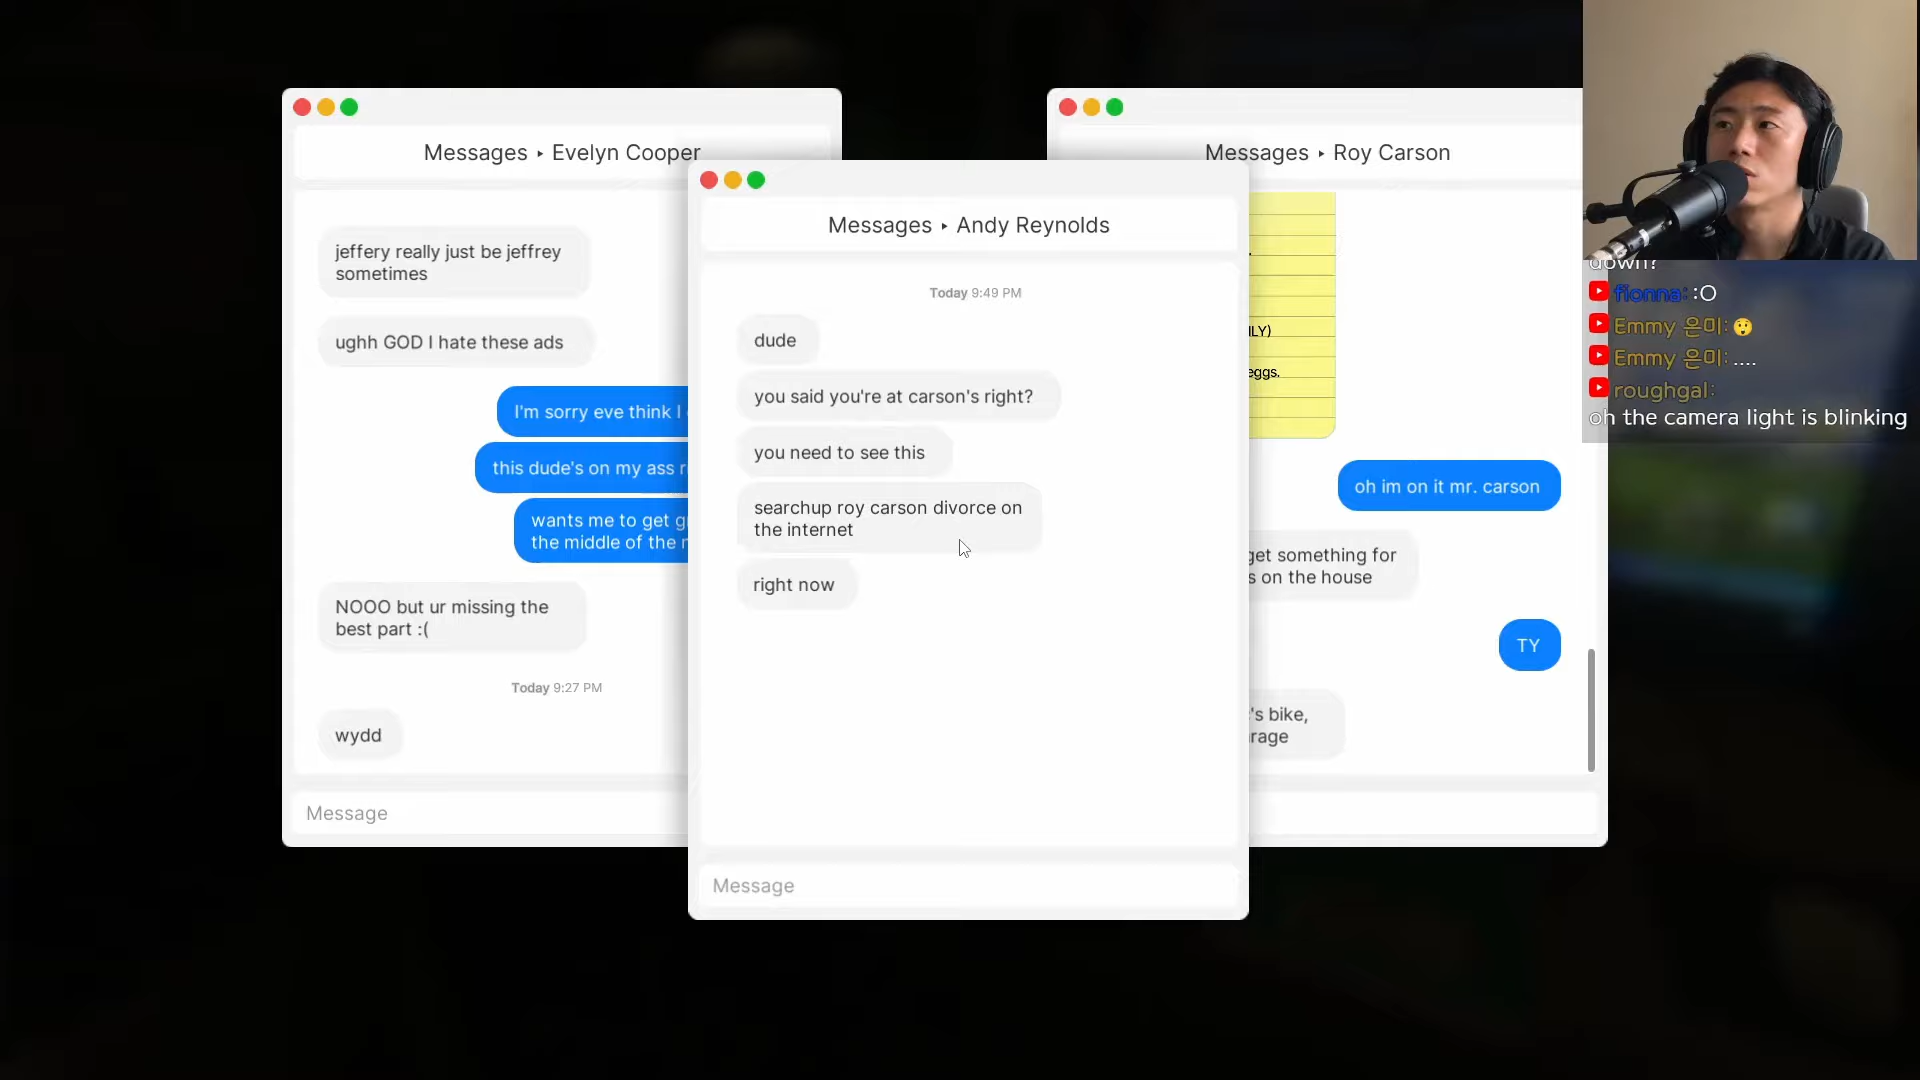 Messages ‣ Evelyn Cooper
jeffery really just be jeffrey
sometimes
ughh GOD I hate these ads
I'm sorry eve think I
this dude's on my ass
wants me to get
the middle of the
NOOO but ur missing the
best part :(
Today 9:27 PM
wydd
Message
Messages ‣ Andy Reynolds
Today 9:49 PM
dude
you said you're at carson's right?
you need to see this
searchup roy carson divorce on
the internet
right now
Message
Messages ‣ Roy Carson
eggs.
oh im on it mr. carson
get something for
on the house
TY
bike,
down?
fionna: :O
Emmy 은미: 😲
Emmy 은미: ....
roughgal:
oh the camera light is blinking